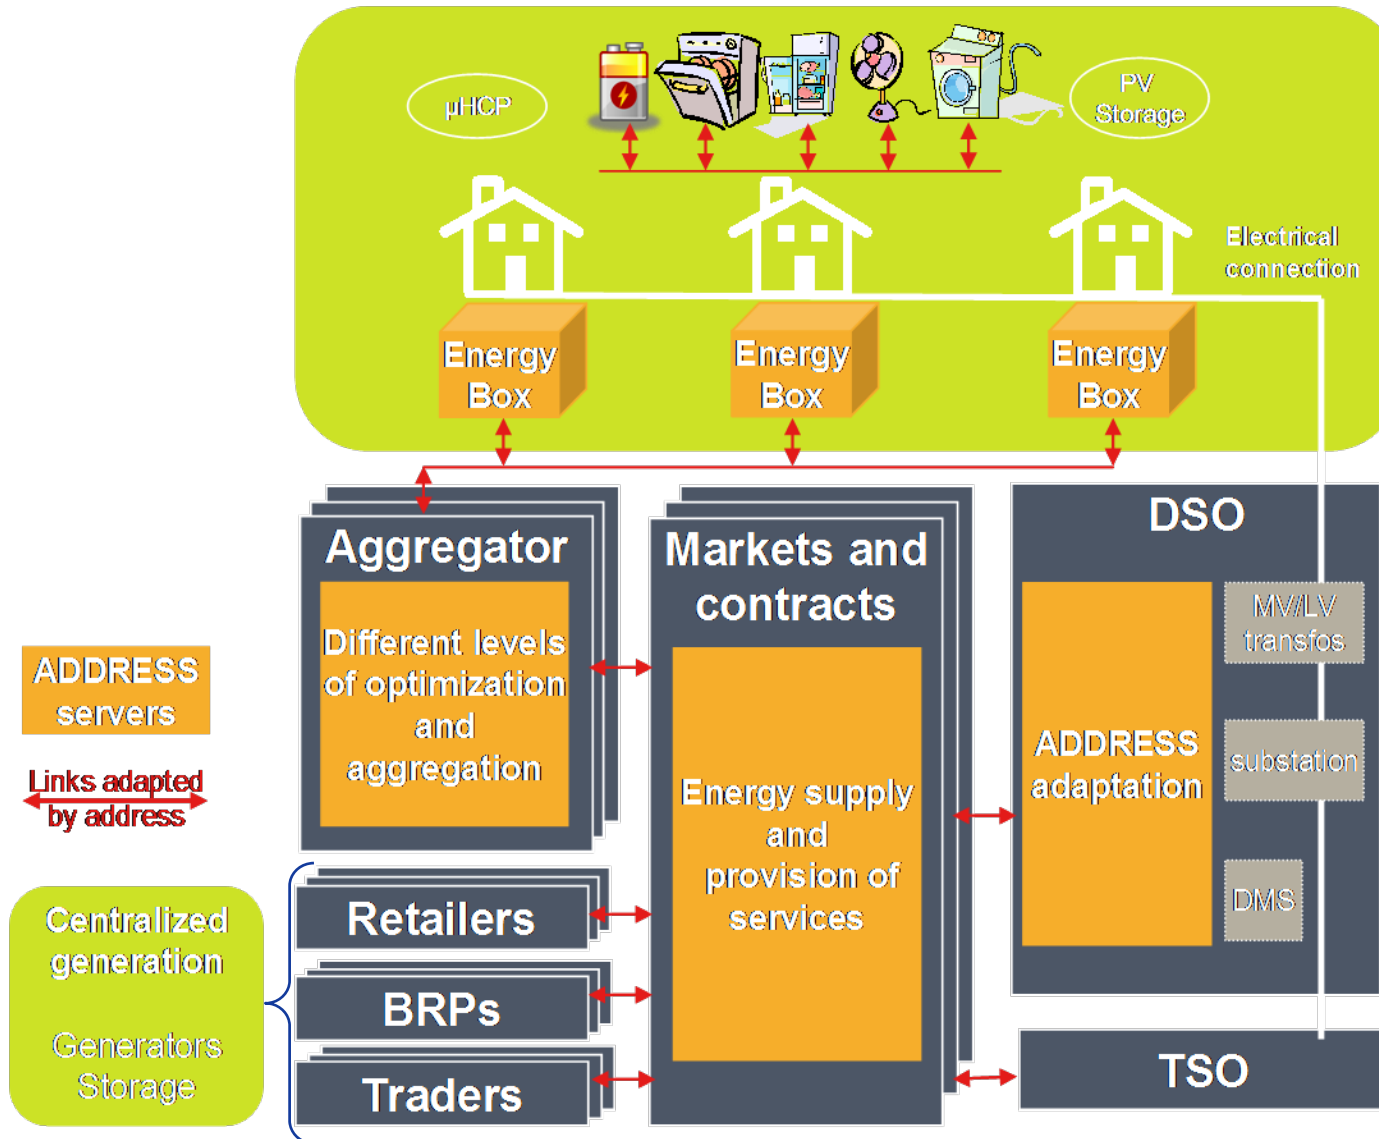 µHCP
PV
Storage
Electrical
connection
Energy
Box
Energy
Box
Energy
Box
Aggregator
Different levels
of optimization
and
aggregation
Markets and
contracts
Energy supply
and
provision of
services
DSO
ADDRESS
adaptation
MV/LV
transfos
substation
DMS
TSO
ADDRESS
servers
Links adapted
by address
Centralized
generation
Generators
Storage
Retailers
BRPs
Traders